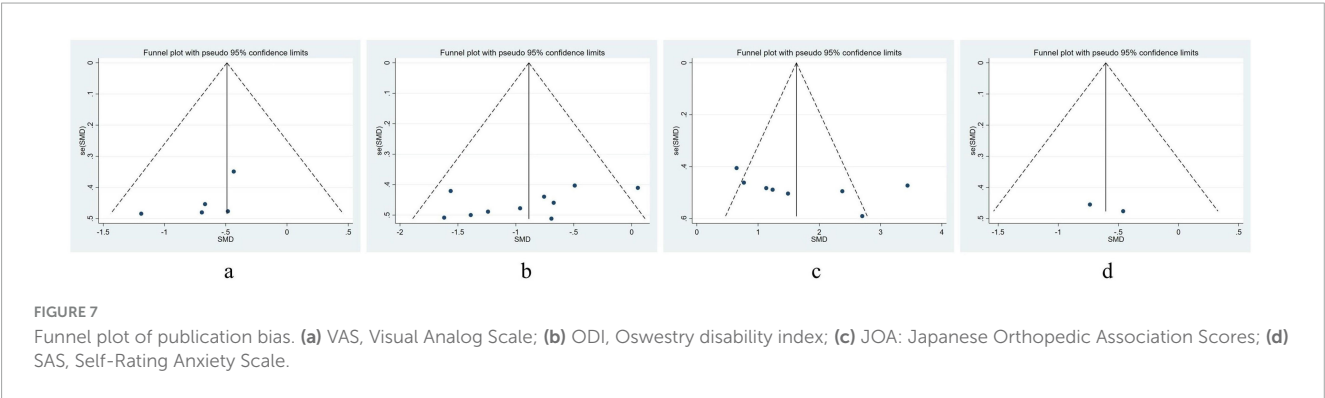 Funnel plot with pseudo 95% confidence limits
se(SMD)
0
.1
.2
.3
.4
.5
-1.5
-1
-.5
0
.5
SMD
a
Funnel plot with pseudo 95% confidence limits
se(SMD)
0
.1
.2
.3
.4
.5
-2
-1.5
-1
-.5
0
SMD
b
Funnel plot with pseudo 95% confidence limits
se(SMD)
0
.2
.4
.6
0
1
2
3
4
SMD
c
Funnel plot with pseudo 95% confidence limits
se(SMD)
0
.1
.2
.3
.4
.5
-1.5
-1
-.5
0
.5
SMD
d
FIGURE 7
Funnel plot of publication bias. (a) VAS, Visual Analog Scale; (b) ODI, Oswestry disability index; (c) JOA: Japanese Orthopedic Association Scores; (d)
SAS, Self-Rating Anxiety Scale.